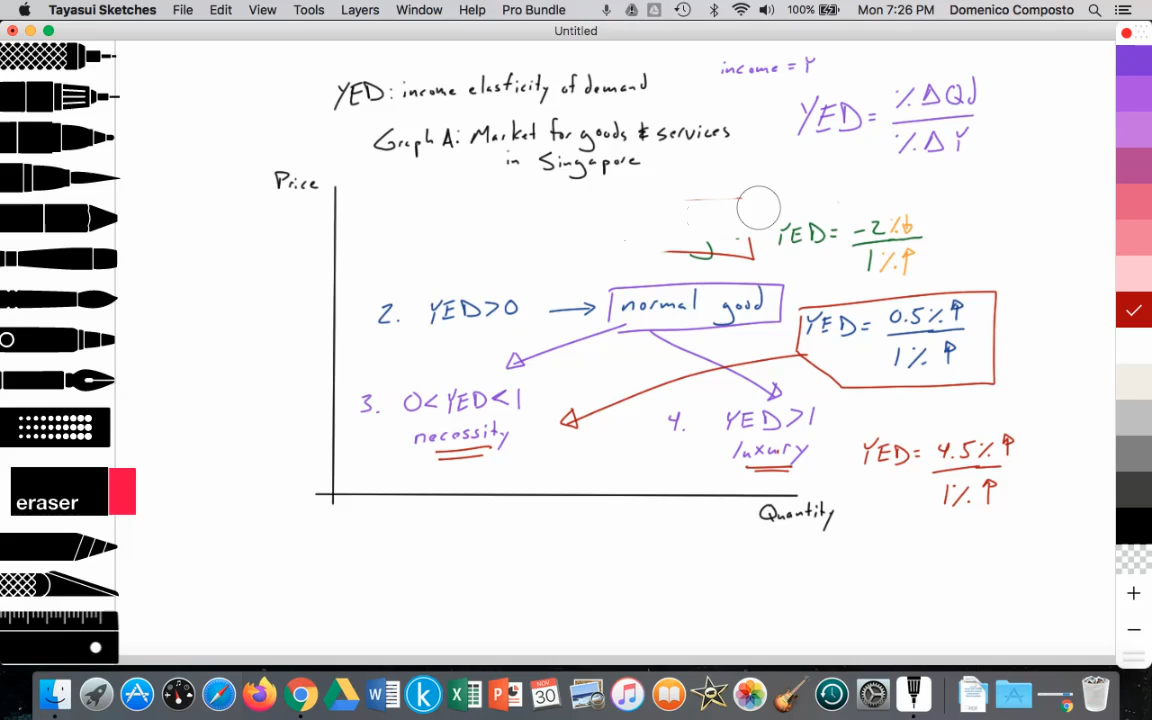 Tayasui Sketches File Edit View Tools Layers Window Help Pro Bundle 100% Mon 7:26 PM Domenico Composto
Untitled
income = Y
YED: income elasticity of demand
YED = %ΔQd / %ΔY
Graph A: Market for goods & services
in Singapore
Price
YED = -2%↓ / 1%↑
2. YED>0 → normal good
YED = 0.5%↑ / 1%↑
3. 0<YED<1
necessity
4. YED>1
luxury
YED = 4.5%↑ / 1%↑
eraser
Quantity
W
k
X
P
NOV
30